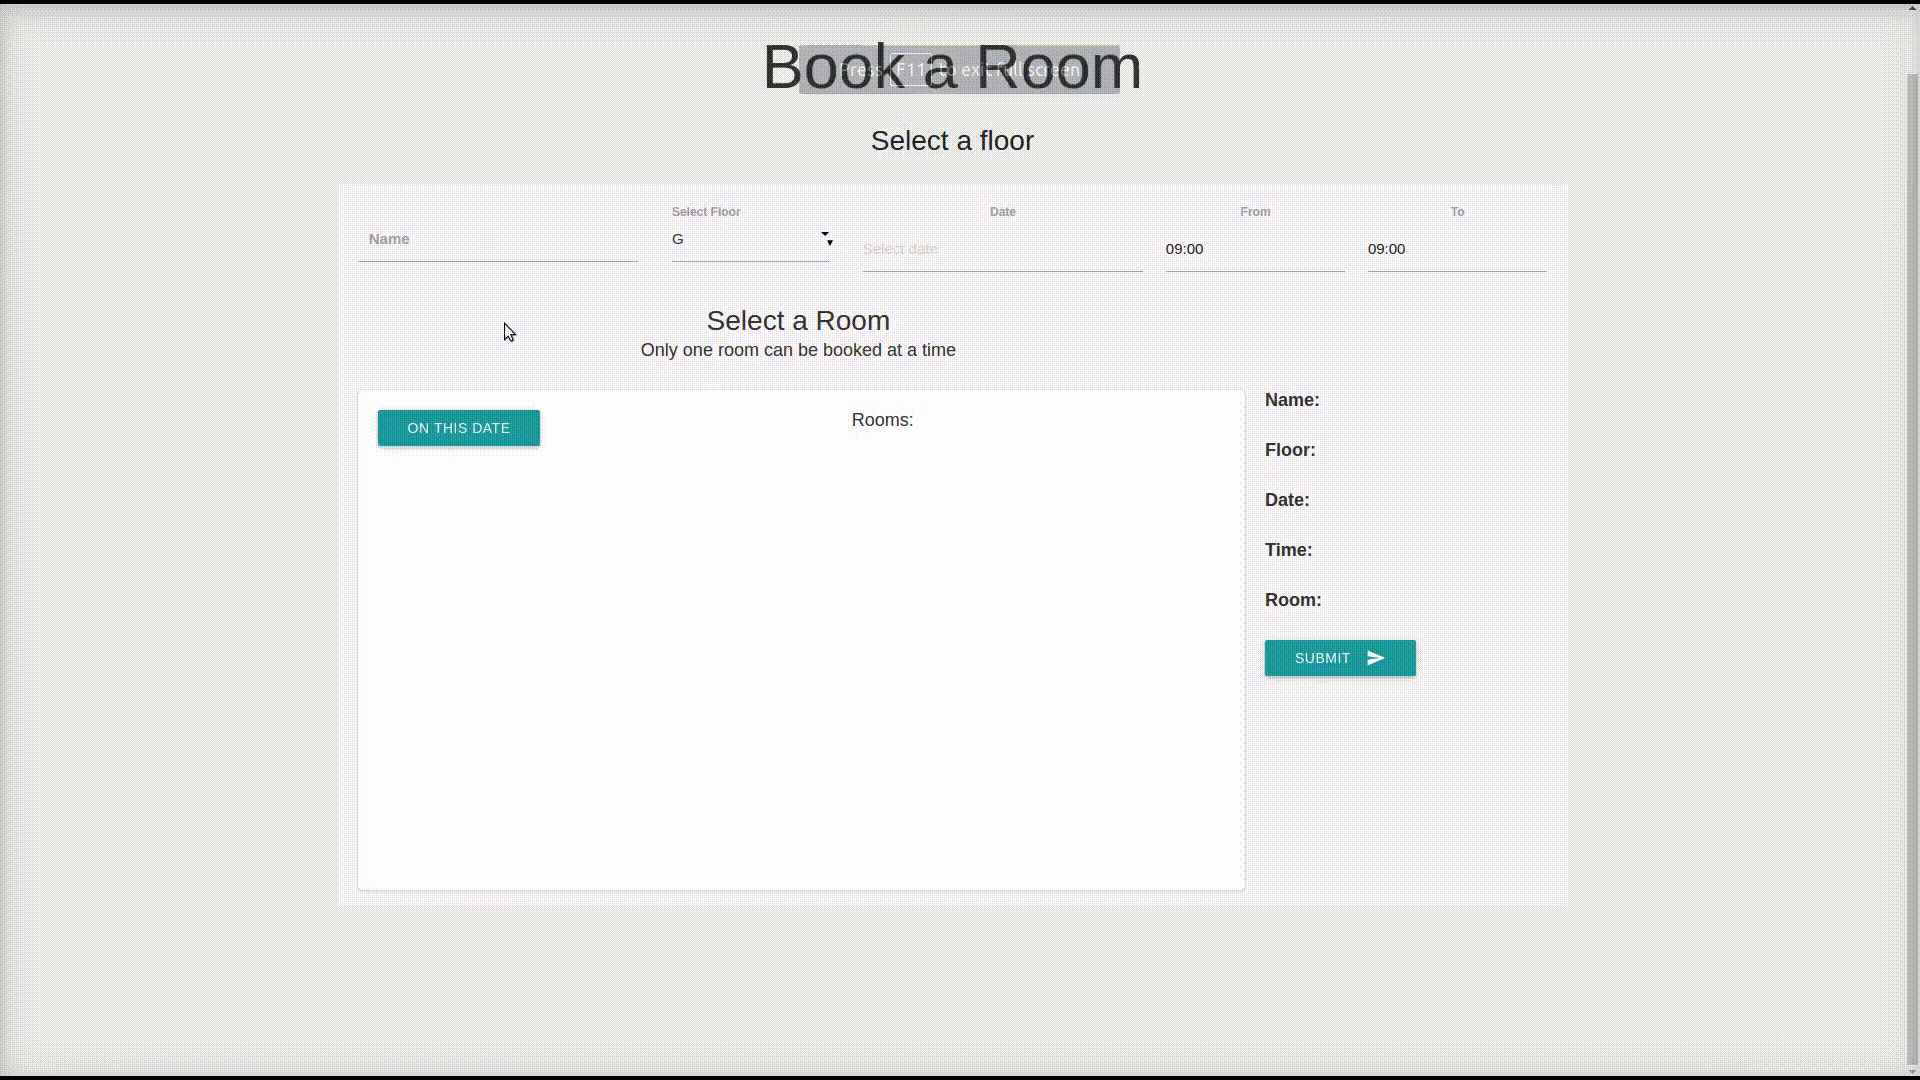 Book a Room
Press F11 to exit full screen
Select a floor
Select Floor Date From To
Name G Select date 09:00 09:00
Select a Room
Only one room can be booked at a time
ON THIS DATE Rooms:
Name:
Floor:
Date:
Time:
Room:
SUBMIT